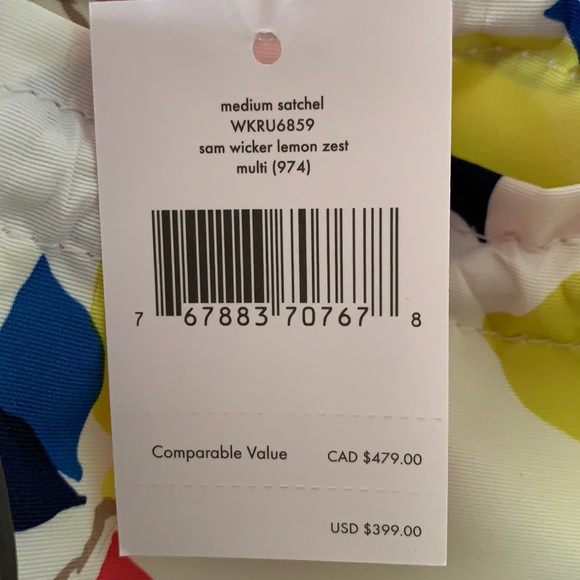 medium satchel
WKRU6859
sam wicker lemon zest
multi (974)
7 67883 70767 8
Comparable Value CAD $479.00
USD $399.00